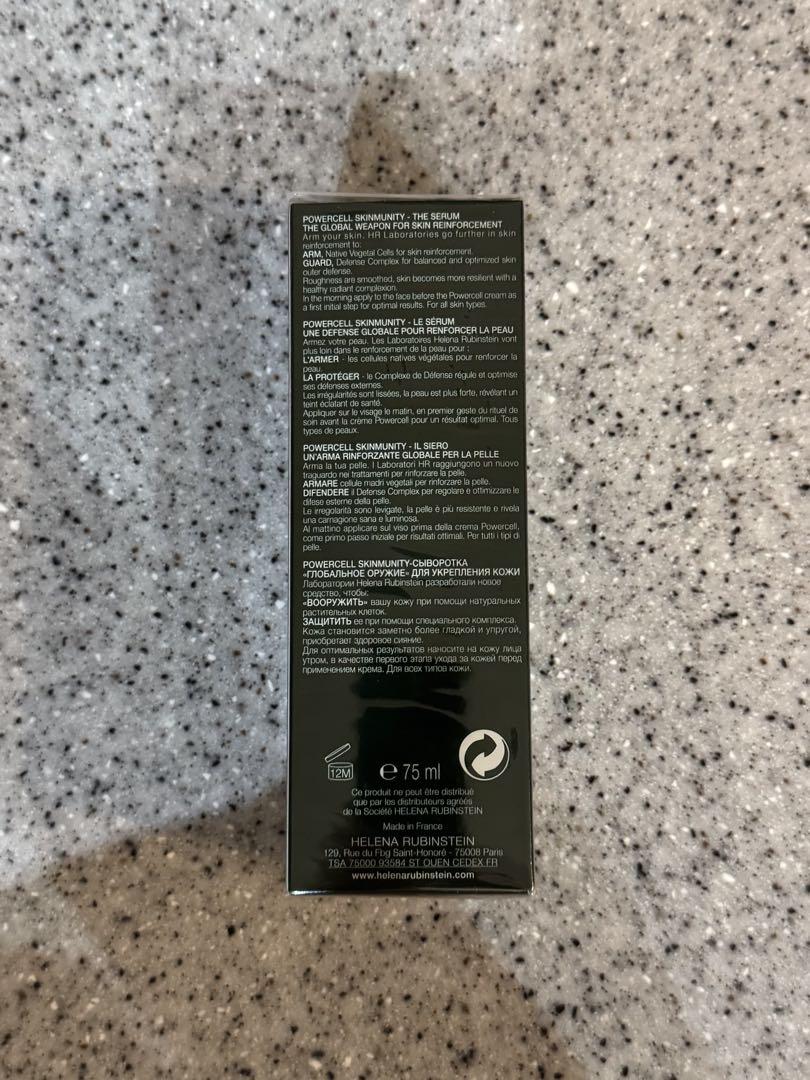 POWERCELL SKINMUNITY - THE SERUM
THE GLOBAL WEAPON FOR SKIN REINFORCEMENT
Arm your skin. HR Laboratories go further in skin
reinforcement to:
ARM, Native Vegetal Cells for skin reinforcement.
GUARD, Defense Complex for balanced and optimized skin
outer defense.
Roughness are smoothed, skin becomes more resilient with a
healthy radiant complexion.
In the morning apply to the face before the Powercell cream as
a first initial step for optimal results. For all skin types.
POWERCELL SKINMUNITY - LE SÉRUM
UNE DEFENSE GLOBALE POUR RENFORCER LA PEAU
Armez votre peau. Les Laboratoires Helena Rubinstein vont
plus loin dans le renforcement de la peau pour :
L'ARMER - les cellules natives végétales pour renforcer la
peau.
LA PROTÉGER - le Complexe de Défense régule et optimise
ses défenses externes.
Les irrégularités sont lissées, la peau est plus forte, révélant un
teint éclatant de santé.
Appliquer sur le visage le matin, en premier geste du rituel de
soin avant la crème Powercell pour un résultat optimal. Tous
types de peaux.
POWERCELL SKINMUNITY - IL SIERO
UN'ARMA RINFORZANTE GLOBALE PER LA PELLE
Arma la tua pelle. I Laboratori HR raggiungono un nuovo
traguardo nei trattamenti per rinforzare la pelle.
ARMARE cellule madri vegetali per rinforzare la pelle.
DIFENDERE il Defense Complex per regolare e ottimizzare le
difese esterne della pelle.
Le irregolarità sono levigate, la pelle è più resistente e rivela
una carnagione sana e luminosa.
Al mattino applicare sul viso prima della crema Powercell,
come primo passo iniziale per risultati ottimali. Per tutti i tipi di
pelle.
POWERCELL SKINMUNITY-СЫВОРОТКА
«ГЛОБАЛЬНОЕ ОРУЖИЕ» ДЛЯ УКРЕПЛЕНИЯ КОЖИ
Лаборатории Helena Rubinstein разработали новое
средство, чтобы:
«ВООРУЖИТЬ» вашу кожу при помощи натуральных
растительных клеток.
ЗАЩИТИТЬ ее при помощи специального комплекса.
Кожа становится заметно более гладкой и упругой,
приобретает здоровое сияние.
Для оптимальных результатов наносите на кожу лица
утром, в качестве первого этапа ухода за кожей перед
применением крема. Для всех типов кожи.
12M
℮ 75 ml
Ce produit ne peut être distribué
que par les distributeurs agréés
de la Société HELENA RUBINSTEIN
Made in France
HELENA RUBINSTEIN
129, Rue du Fbg Saint-Honoré - 75008 Paris
TSA 75000 93584 ST OUEN CEDEX FR
www.helenarubinstein.com